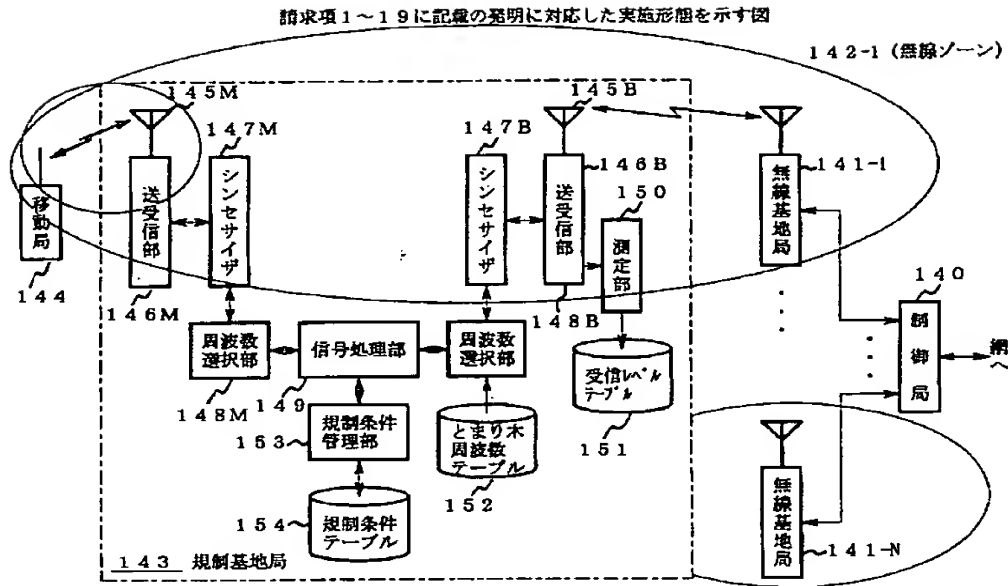 請求項1～19に記載の発明に対応した実施形態を示す図
142-1 (無線ゾーン)
145M
147M
145B
147B
146B
150
141-1
移動局
送受信部
シンセサイザ
シンセサイザ
送受信部
測定部
無線基地局
144
146M
148B
140
周波数選択部
信号処理部
周波数選択部
受信レベルテーブル
制御局
網へ
148M
149
151
153
規制条件管理部
とまり木周波数テーブル
152
154
規制条件テーブル
無線基地局
141-N
143 規制基地局